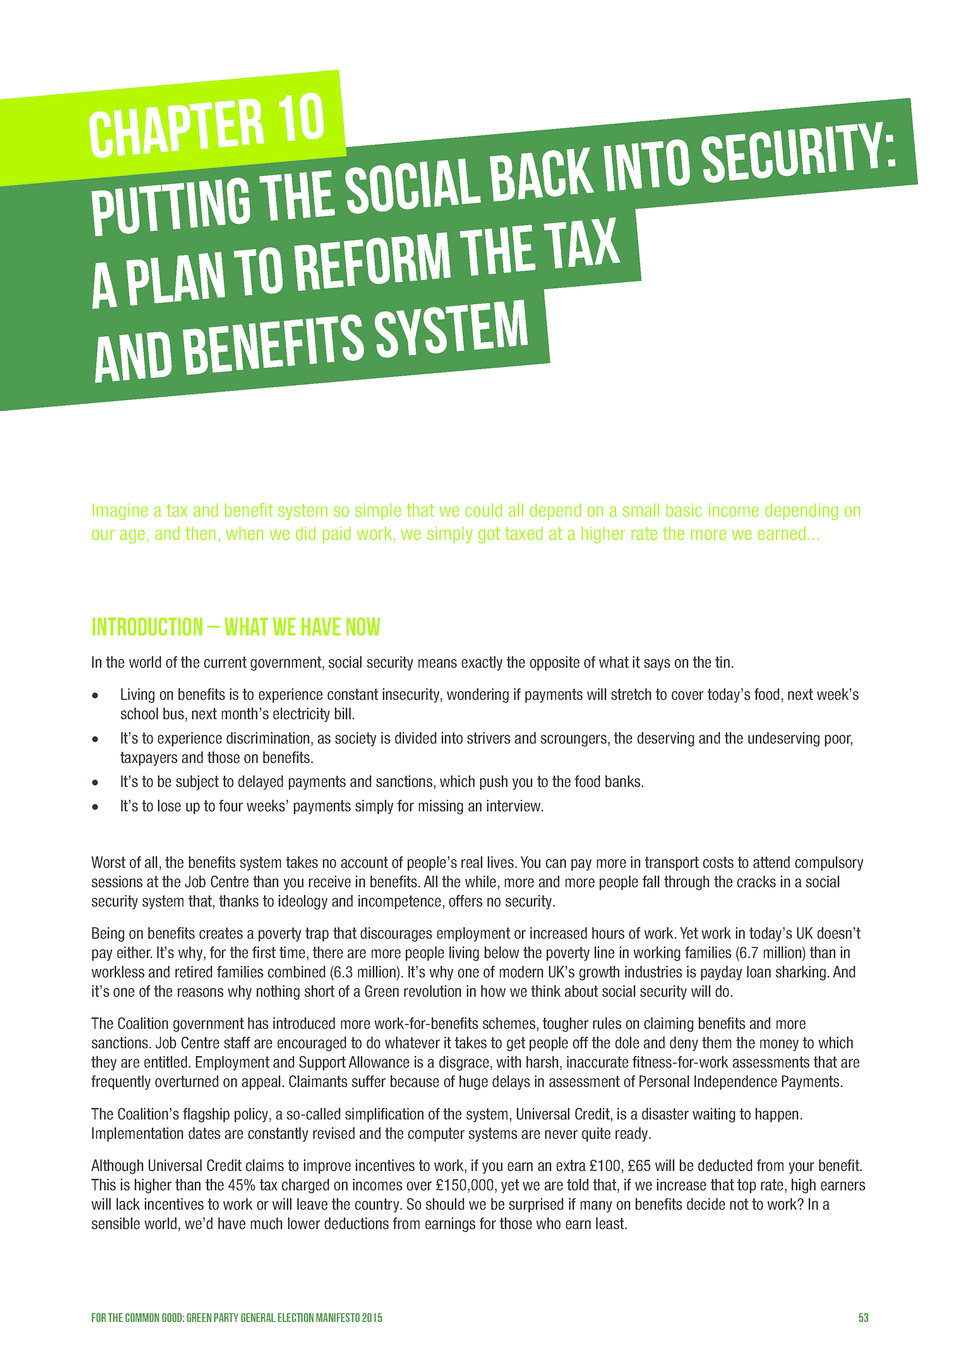 CHAPTER 10
PUTTING THE SOCIAL BACK INTO SECURITY:
A PLAN TO REFORM THE TAX
AND BENEFITS SYSTEM
Imagine a tax and benefit system so simple that we could all depend on a small basic income depending on
our age, and then, when we did paid work, we simply got taxed at a higher rate the more we earned...
INTRODUCTION – WHAT WE HAVE NOW
In the world of the current government, social security means exactly the opposite of what it says on the tin.
• Living on benefits is to experience constant insecurity, wondering if payments will stretch to cover today's food, next week's
school bus, next month's electricity bill.
• It's to experience discrimination, as society is divided into strivers and scroungers, the deserving and the undeserving poor,
taxpayers and those on benefits.
• It's to be subject to delayed payments and sanctions, which push you to the food banks.
• It's to lose up to four weeks' payments simply for missing an interview.
Worst of all, the benefits system takes no account of people's real lives. You can pay more in transport costs to attend compulsory
sessions at the Job Centre than you receive in benefits. All the while, more and more people fall through the cracks in a social
security system that, thanks to ideology and incompetence, offers no security.
Being on benefits creates a poverty trap that discourages employment or increased hours of work. Yet work in today's UK doesn't
pay either. It's why, for the first time, there are more people living below the poverty line in working families (6.7 million) than in
workless and retired families combined (6.3 million). It's why one of modern UK's growth industries is payday loan sharking. And
it's one of the reasons why nothing short of a Green revolution in how we think about social security will do.
The Coalition government has introduced more work-for-benefits schemes, tougher rules on claiming benefits and more
sanctions. Job Centre staff are encouraged to do whatever it takes to get people off the dole and deny them the money to which
they are entitled. Employment and Support Allowance is a disgrace, with harsh, inaccurate fitness-for-work assessments that are
frequently overturned on appeal. Claimants suffer because of huge delays in assessment of Personal Independence Payments.
The Coalition's flagship policy, a so-called simplification of the system, Universal Credit, is a disaster waiting to happen.
Implementation dates are constantly revised and the computer systems are never quite ready.
Although Universal Credit claims to improve incentives to work, if you earn an extra £100, £65 will be deducted from your benefit.
This is higher than the 45% tax charged on incomes over £150,000, yet we are told that, if we increase that top rate, high earners
will lack incentives to work or will leave the country. So should we be surprised if many on benefits decide not to work? In a
sensible world, we'd have much lower deductions from earnings for those who earn least.
FOR THE COMMON GOOD: GREEN PARTY GENERAL ELECTION MANIFESTO 2015
53